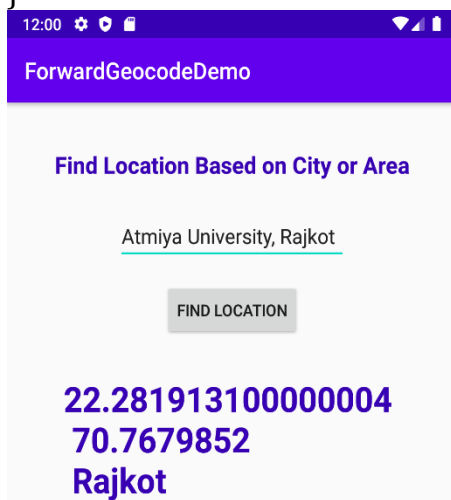 }
12:00
ForwardGeocodeDemo
Find Location Based on City or Area
Atmiya University, Rajkot
FIND LOCATION
22.281913100000004
70.7679852
Rajkot